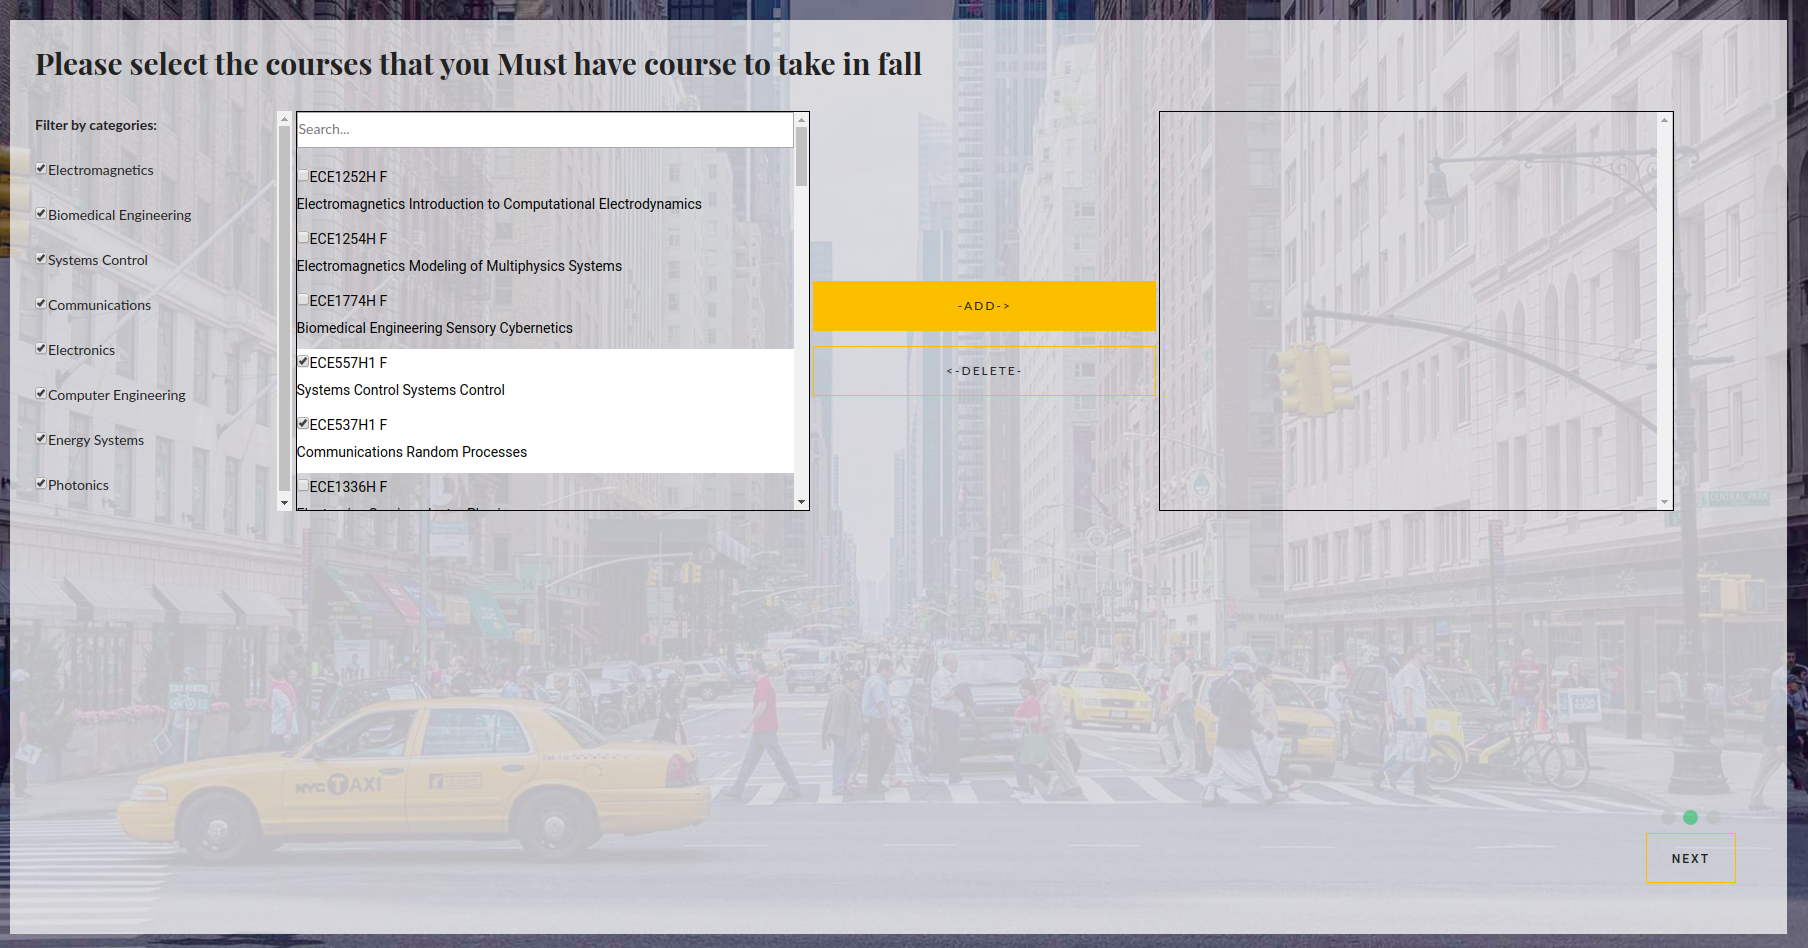 Please select the courses that you Must have course to take in fall
Filter by categories:
Electromagnetics
Biomedical Engineering
Systems Control
Communications
Electronics
Computer Engineering
Energy Systems
Photonics
Search...
ECE1252H F
Electromagnetics Introduction to Computational Electrodynamics
ECE1254H F
Electromagnetics Modeling of Multiphysics Systems
ECE1774H F
Biomedical Engineering Sensory Cybernetics
ECE557H1 F
Systems Control Systems Control
ECE537H1 F
Communications Random Processes
ECE1336H F
-ADD->
<-DELETE-
CENTRAL PARK
NYC TAXI
NEXT